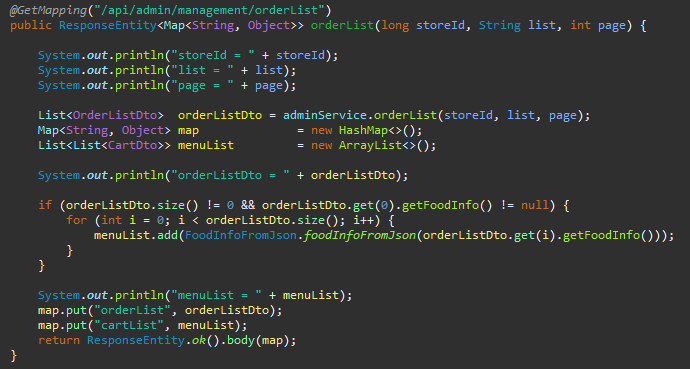 @GetMapping("/api/admin/management/orderList")
public ResponseEntity<Map<String, Object>> orderList(long storeId, String list, int page) {
System.out.println("storeId = " + storeId);
System.out.println("list = " + list);
System.out.println("page = " + page);
List<OrderListDto> orderListDto = adminService.orderList(storeId, list, page);
Map<String, Object> map = new HashMap<>();
List<List<CartDto>> menuList = new ArrayList<>();
System.out.println("orderListDto = " + orderListDto);
if (orderListDto.size() != 0 && orderListDto.get(0).getFoodInfo() != null) {
for (int i = 0; i < orderListDto.size(); i++) {
menuList.add(FoodInfoFromJson.foodInfoFromJson(orderListDto.get(i).getFoodInfo()));
}
}
System.out.println("menuList = " + menuList);
map.put("orderList", orderListDto);
map.put("cartList", menuList);
return ResponseEntity.ok().body(map);
}